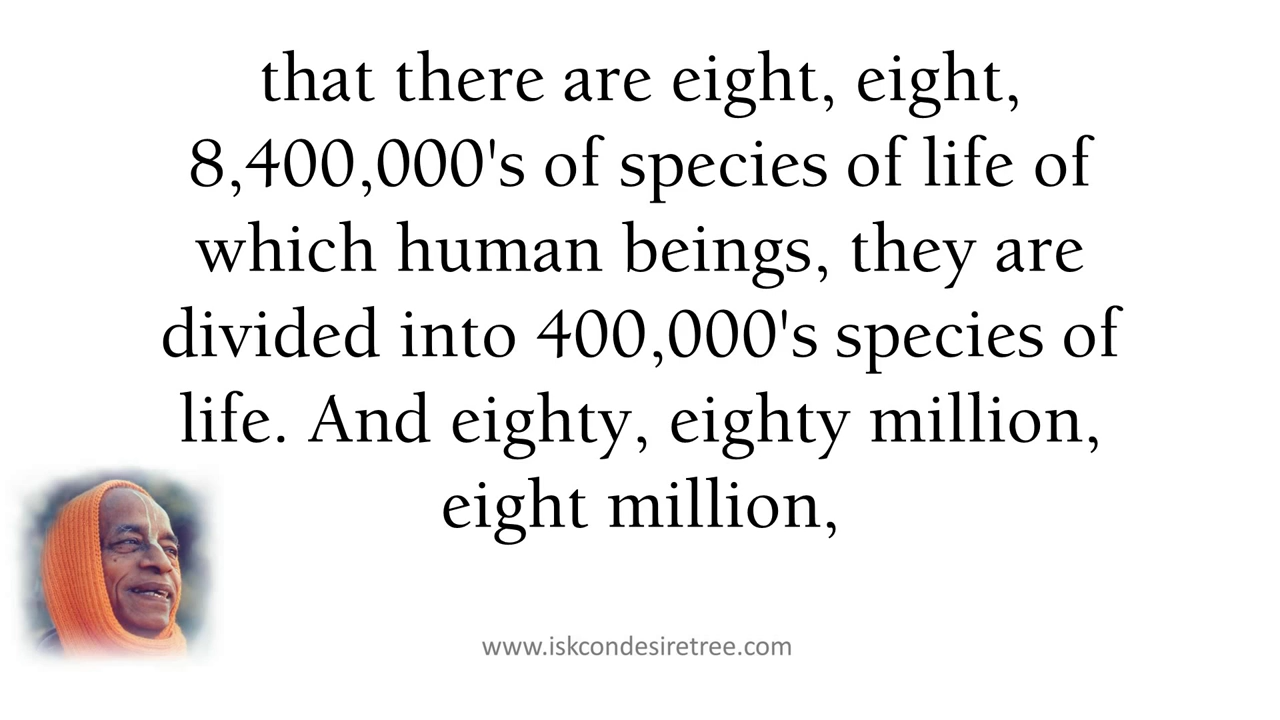 that there are eight, eight,
8,400,000's of species of life of
which human beings, they are
divided into 400,000's species of
life. And eighty, eighty million,
eight million,
www.iskcondesiretree.com